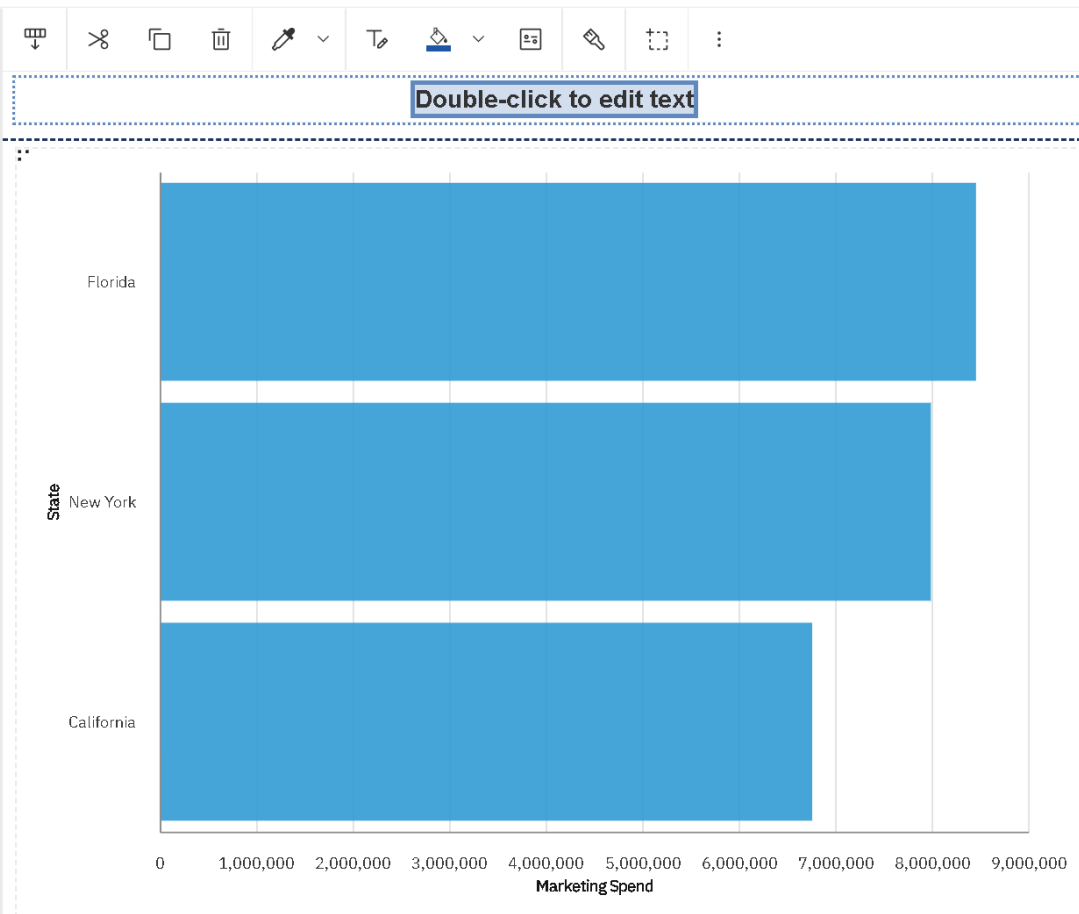 Double-click to edit text
Florida
State
New York
California
0 1,000,000 2,000,000 3,000,000 4,000,000 5,000,000 6,000,000 7,000,000 8,000,000 9,000,000
Marketing Spend